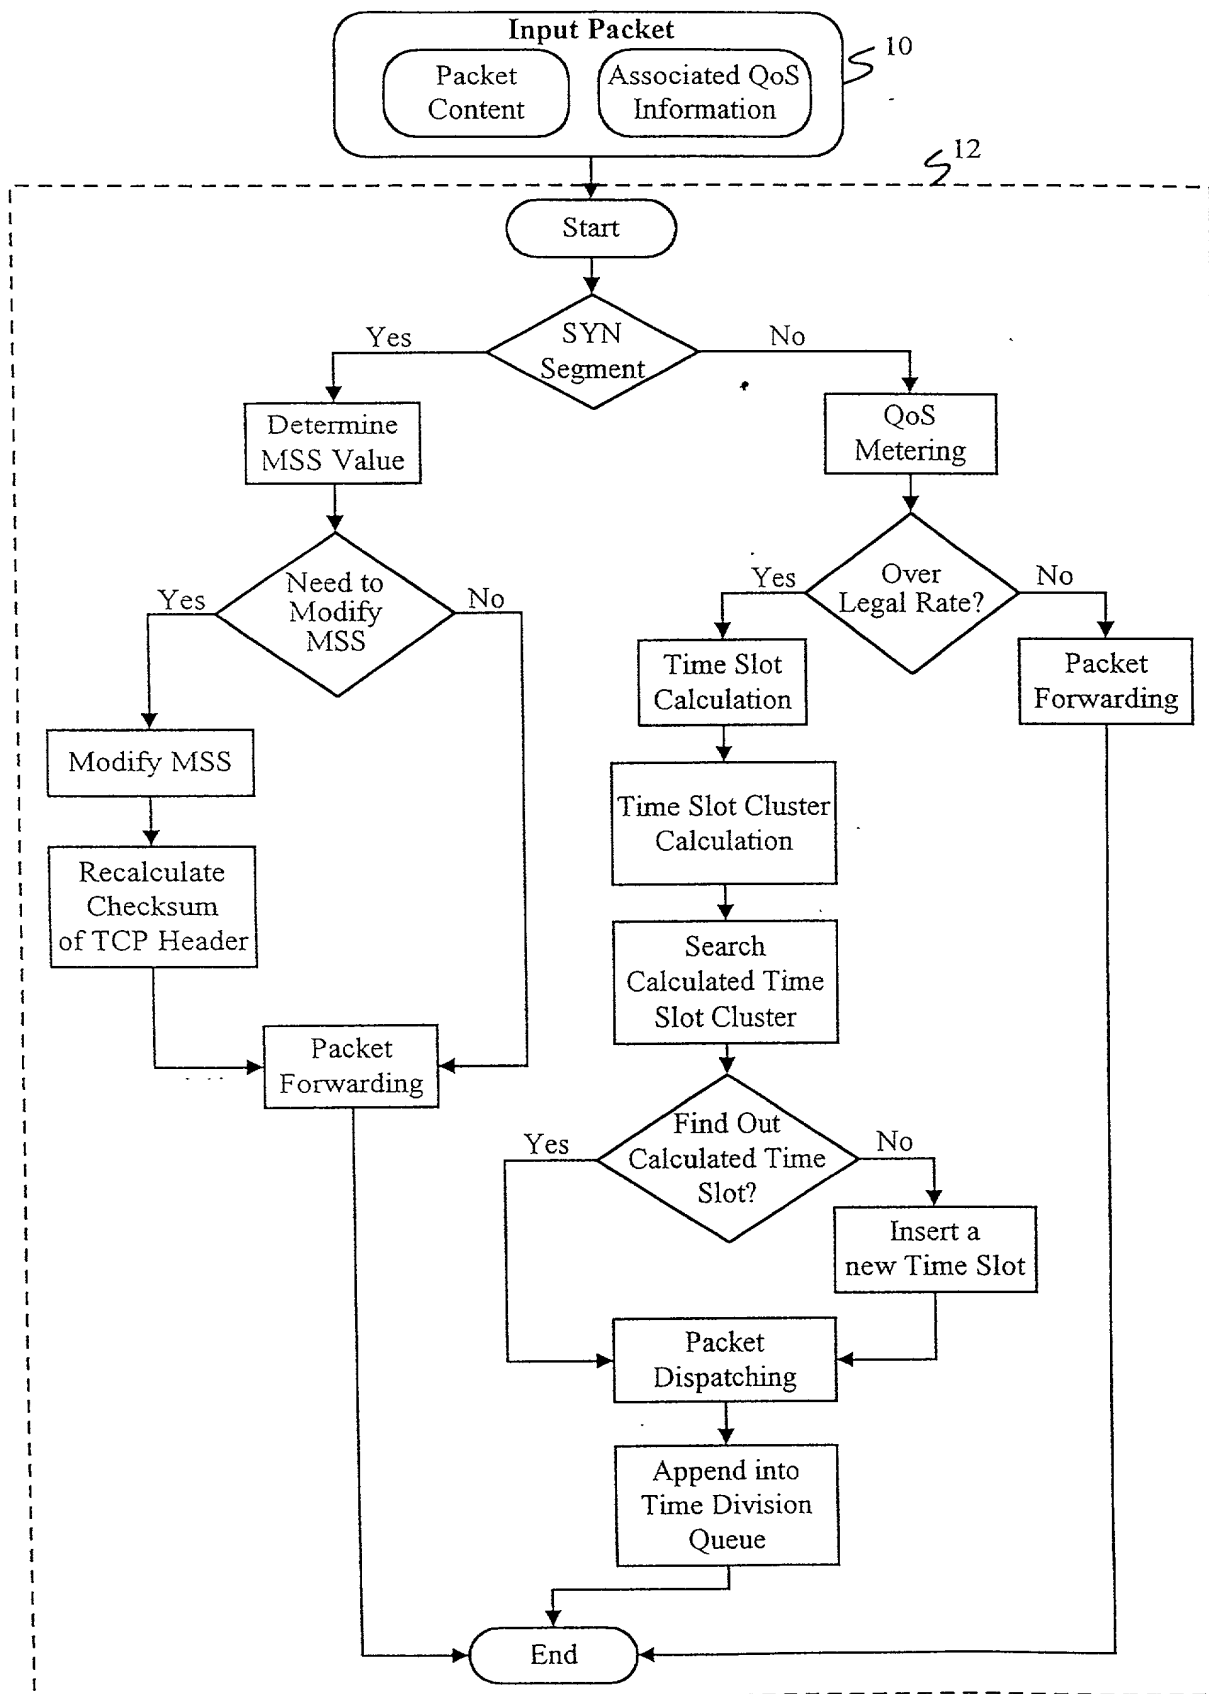 Input Packet
10
Packet
Content
Associated QoS
Information
12
Start
SYN
Segment
Yes
No
Determine
MSS Value
QoS
Metering
Need to
Modify
MSS
Yes
No
Over
Legal Rate?
Yes
No
Time Slot
Calculation
Packet
Forwarding
Modify MSS
Time Slot Cluster
Calculation
Recalculate
Checksum
of TCP Header
Search
Calculated Time
Slot Cluster
Packet
Forwarding
Find Out
Calculated Time
Slot?
Yes
No
Insert a
new Time Slot
Packet
Dispatching
Append into
Time Division
Queue
End